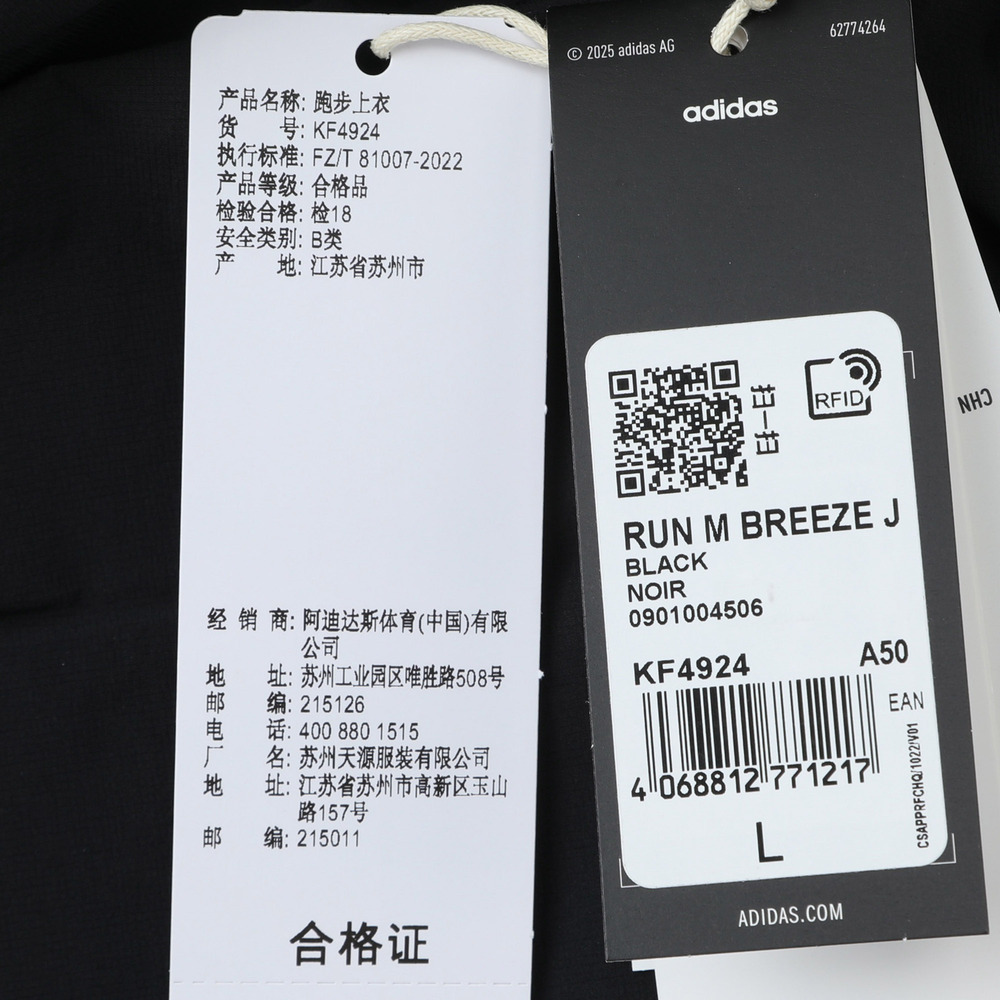 产品名称: 跑步上衣
货 号: KF4924
执行标准: FZ/T 81007-2022
产品等级: 合格品
检验合格: 检18
安全类别: B类
产 地: 江苏省苏州市
经 销 商: 阿迪达斯体育(中国)有限
公司
地 址: 苏州工业园区唯胜路508号
邮 编: 215126
电 话: 400 880 1515
厂 名: 苏州天源服装有限公司
地 址: 江苏省苏州市高新区玉山
路157号
邮 编: 215011
合格证
© 2025 adidas AG
62774264
adidas
扫一扫
RFID
RUN M BREEZE J
BLACK
NOIR
0901004506
KF4924
A50
EAN
4 068812 771217
CSAPPRFCHQ/1022/V01
L
ADIDAS.COM
CHN